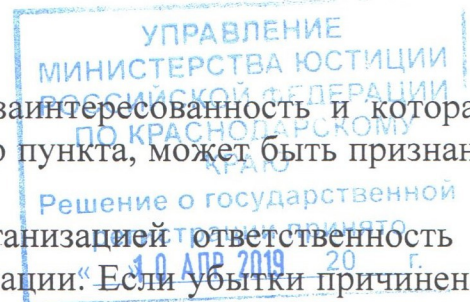 УПРАВЛЕНИЕ
МИНИСТЕРСТВА ЮСТИЦИИ
РОССИЙСКОЙ ФЕДЕРАЦИИ
заинтересованность и котора
ПО КРАСНОДАРСКОМУ
пункта, может быть признан
КРАЮ
Решение о государственной
регистрации принято
ганизацией ответственность
"10 АПР 2019 20 г.
ации. Если убытки причинен